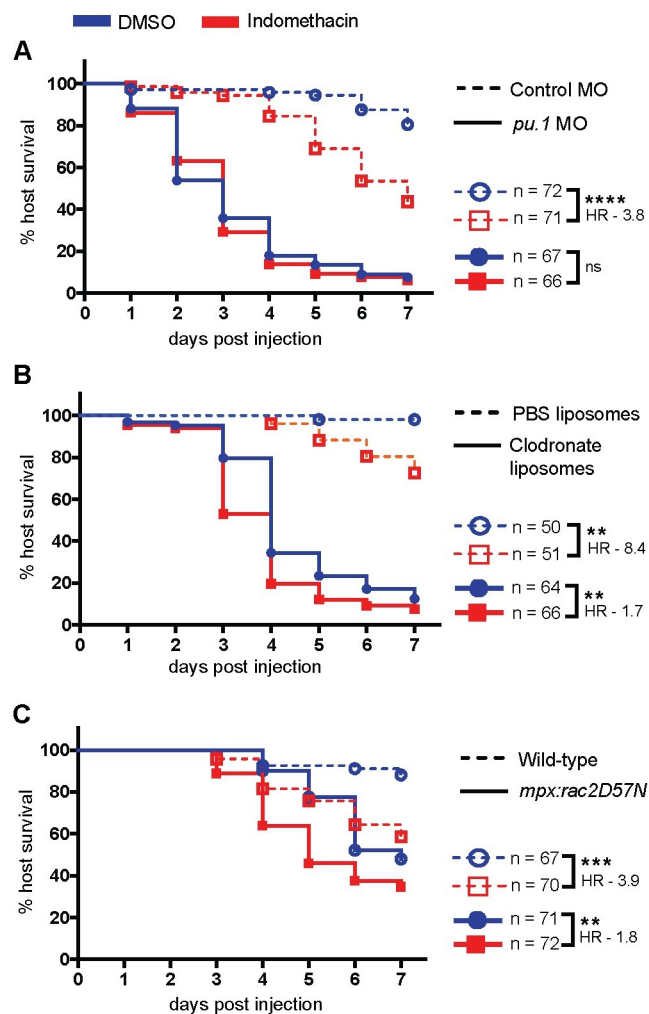 DMSO Indomethacin
A
100
80
60
40
20
0
% host survival
0 1 2 3 4 5 6 7
days post injection
Control MO
pu.1 MO
n = 72
n = 71
****
HR - 3.8
n = 67
n = 66
ns
B
100
80
60
40
20
0
% host survival
0 1 2 3 4 5 6 7
days post injection
PBS liposomes
Clodronate
liposomes
n = 50
n = 51
**
HR - 8.4
n = 64
n = 66
**
HR - 1.7
C
100
80
60
40
20
0
% host survival
0 1 2 3 4 5 6 7
days post injection
Wild-type
mpx:rac2D57N
n = 67
n = 70
***
HR - 3.9
n = 71
n = 72
**
HR - 1.8